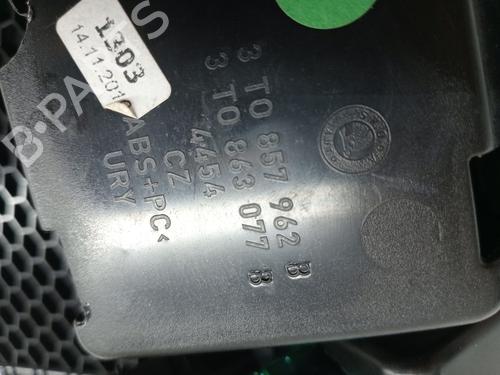 1303
14.11.201
3 T0 857 962 B
3 T0 863 077 B
4454
CZ
ABS+PC<
URY
B-PARTS